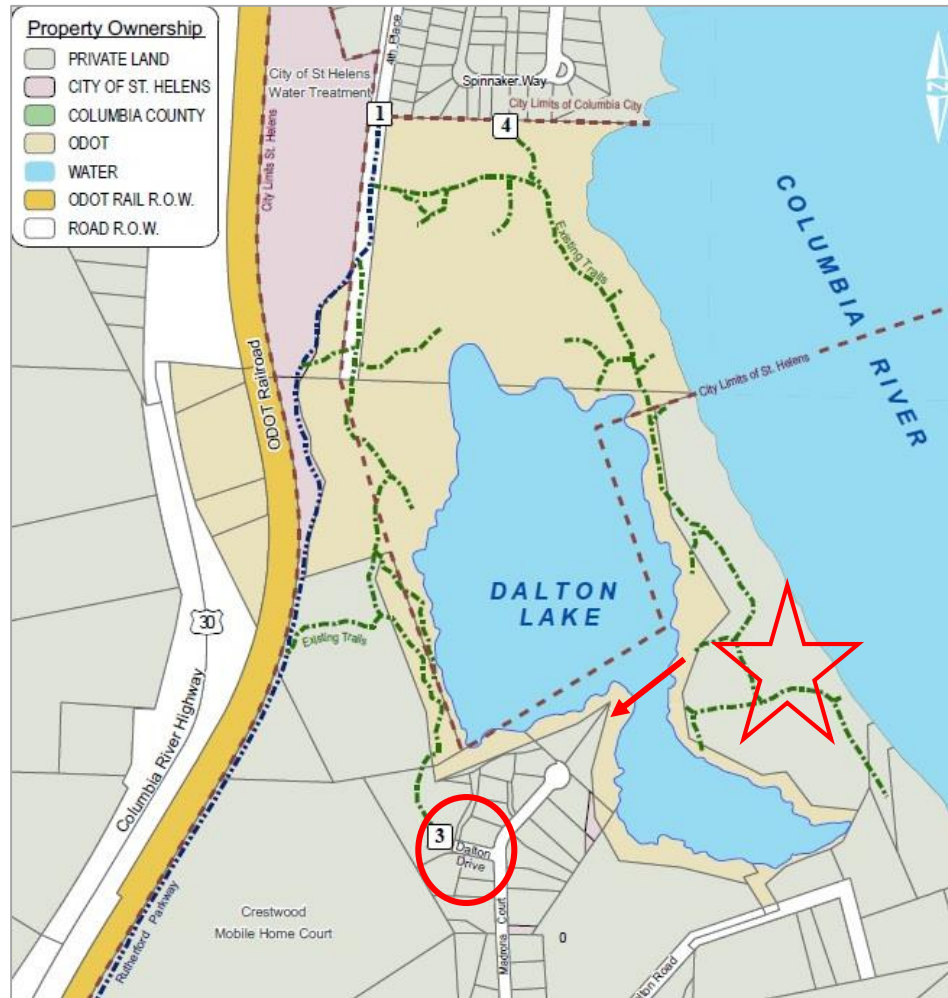 Property Ownership
PRIVATE LAND
CITY OF ST. HELENS
COLUMBIA COUNTY
ODOT
WATER
ODOT RAIL R.O.W.
ROAD R.O.W.
City of St Helens
Water Treatment
4th Place
Spinnaker Way
City Limits of Columbia City
1
4
N
City Limits St. Helens
Existing Trails
COLUMBIA
RIVER
City Limits of St. Helens
ODOT Railroad
DALTON
LAKE
30
Existing Trails
Columbia River Highway
3
Dalton
Drive
Crestwood
Mobile Home Court
Rutherford Parkway
Madrona Court
0
lton Road